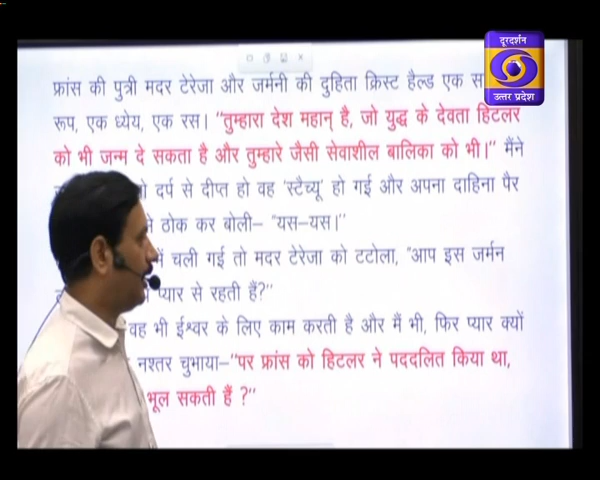 दूरदर्शन
उत्तर प्रदेश
फ्रांस की पुत्री मदर टेरेजा और जर्मनी की दुहिता क्रिस्ट हैल्ड एक
रूप, एक ध्येय, एक रस। "तुम्हारा देश महान् है, जो युद्ध के देवता हिटलर
को भी जन्म दे सकता है और तुम्हारे जैसी सेवाशील बालिका को भी।" मैंने
दर्प से दीप्त हो वह 'स्टैच्यू' हो गई और अपना दाहिना पैर
ठोक कर बोली– "यस–यस।"
में चली गई तो मदर टेरेजा को टटोला, "आप इस जर्मन
प्यार से रहती हैं?"
वह भी ईश्वर के लिए काम करती है और मैं भी, फिर प्यार क्यों
नश्तर चुभाया–"पर फ्रांस को हिटलर ने पददलित किया था,
भूल सकती हैं ?"